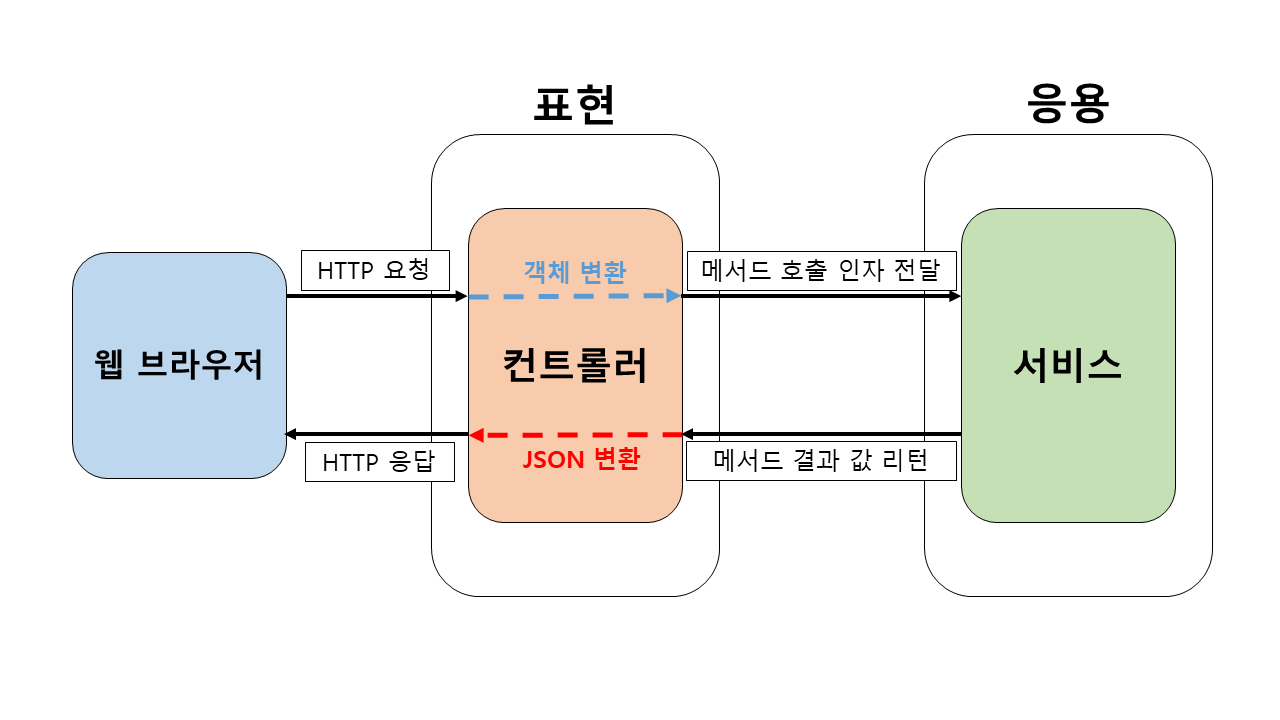 표현
응용
HTTP 요청
객체 변환
메서드 호출 인자 전달
웹 브라우저
컨트롤러
서비스
HTTP 응답
JSON 변환
메서드 결과 값 리턴